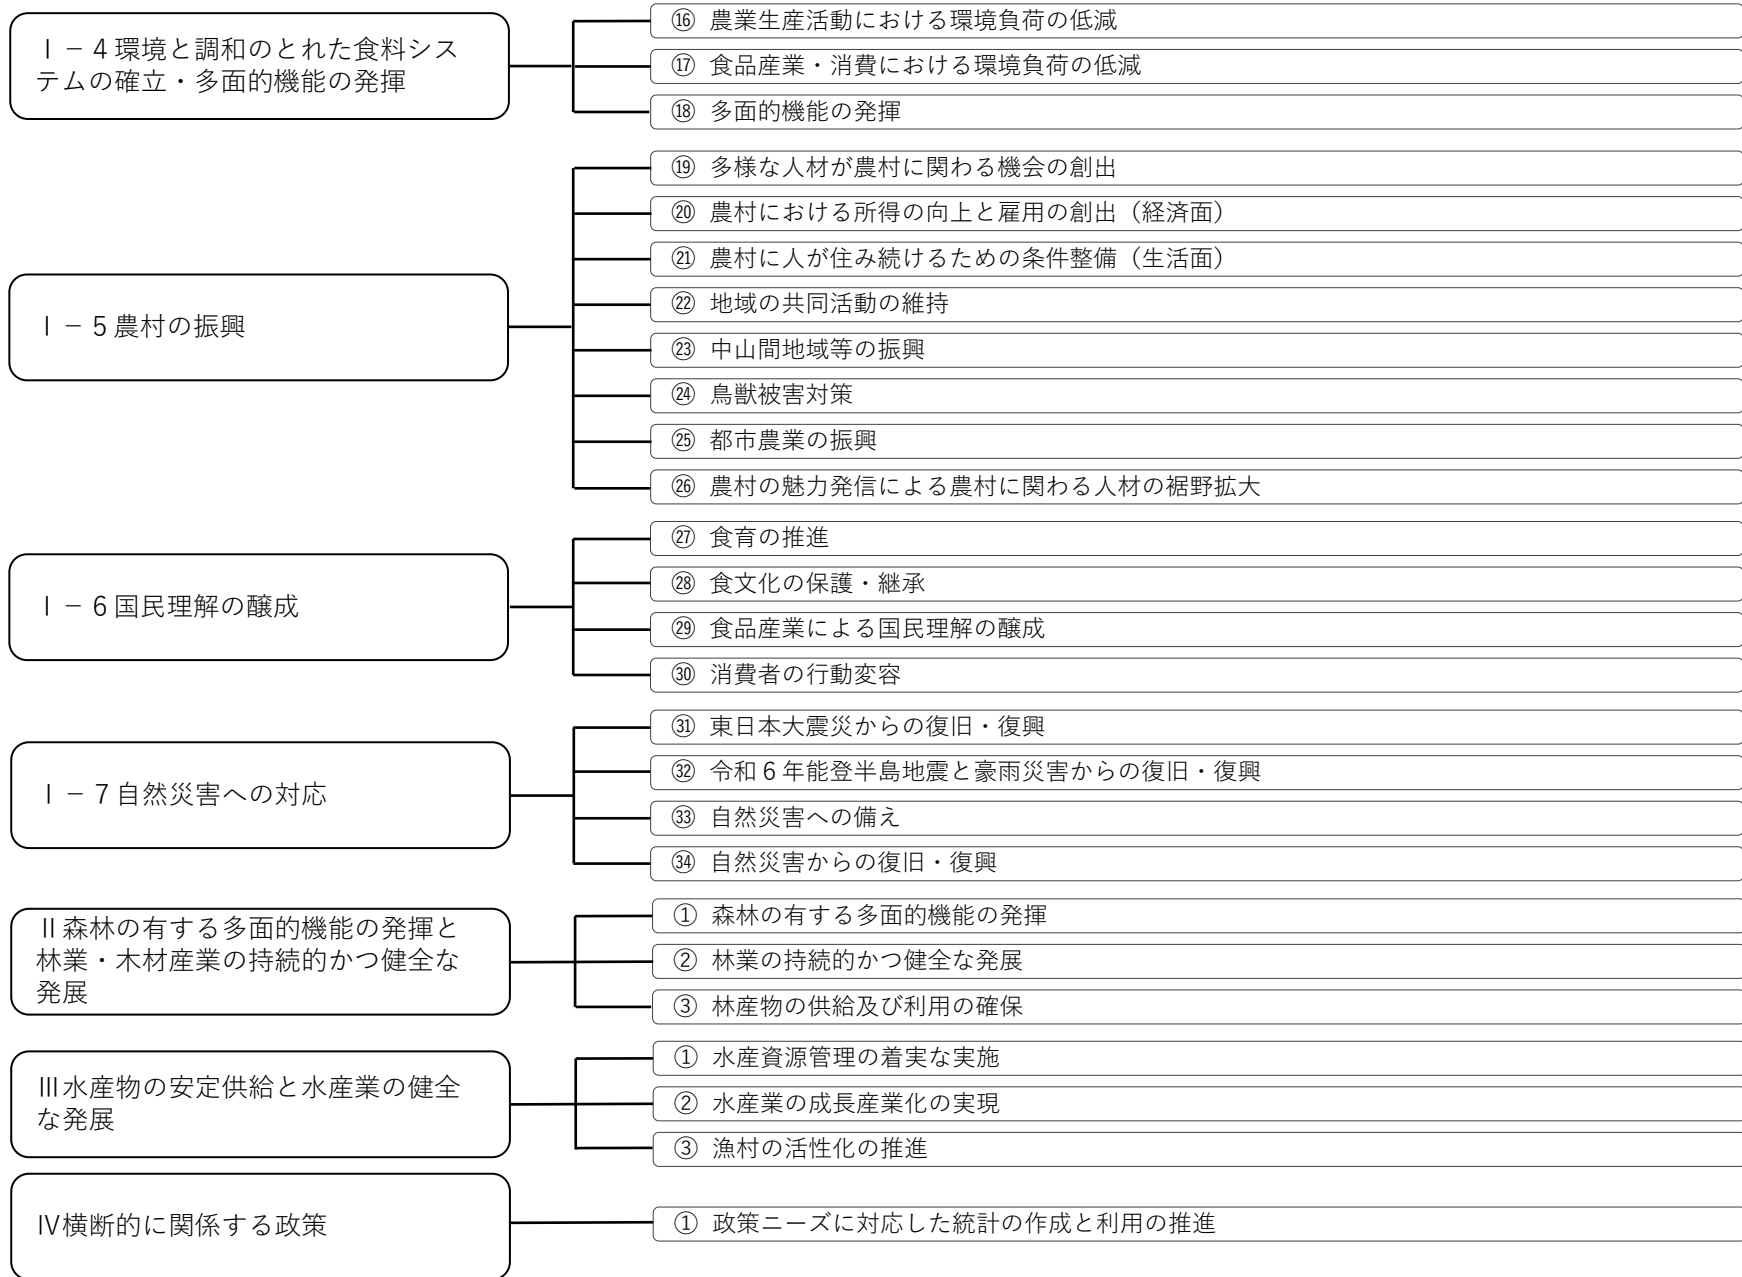 Ⅰ－４環境と調和のとれた食料シス
テムの確立・多面的機能の発揮
⑯ 農業生産活動における環境負荷の低減
⑰ 食品産業・消費における環境負荷の低減
⑱ 多面的機能の発揮
Ⅰ－５農村の振興
⑲ 多様な人材が農村に関わる機会の創出
⑳ 農村における所得の向上と雇用の創出（経済面）
㉑ 農村に人が住み続けるための条件整備（生活面）
㉒ 地域の共同活動の維持
㉓ 中山間地域等の振興
㉔ 鳥獣被害対策
㉕ 都市農業の振興
㉖ 農村の魅力発信による農村に関わる人材の裾野拡大
Ⅰ－６国民理解の醸成
㉗ 食育の推進
㉘ 食文化の保護・継承
㉙ 食品産業による国民理解の醸成
㉚ 消費者の行動変容
Ⅰ－７自然災害への対応
㉛ 東日本大震災からの復旧・復興
㉜ 令和６年能登半島地震と豪雨災害からの復旧・復興
㉝ 自然災害への備え
㉞ 自然災害からの復旧・復興
Ⅱ森林の有する多面的機能の発揮と
林業・木材産業の持続的かつ健全な
発展
① 森林の有する多面的機能の発揮
② 林業の持続的かつ健全な発展
③ 林産物の供給及び利用の確保
Ⅲ水産物の安定供給と水産業の健全
な発展
① 水産資源管理の着実な実施
② 水産業の成長産業化の実現
③ 漁村の活性化の推進
Ⅳ横断的に関係する政策
① 政策ニーズに対応した統計の作成と利用の推進